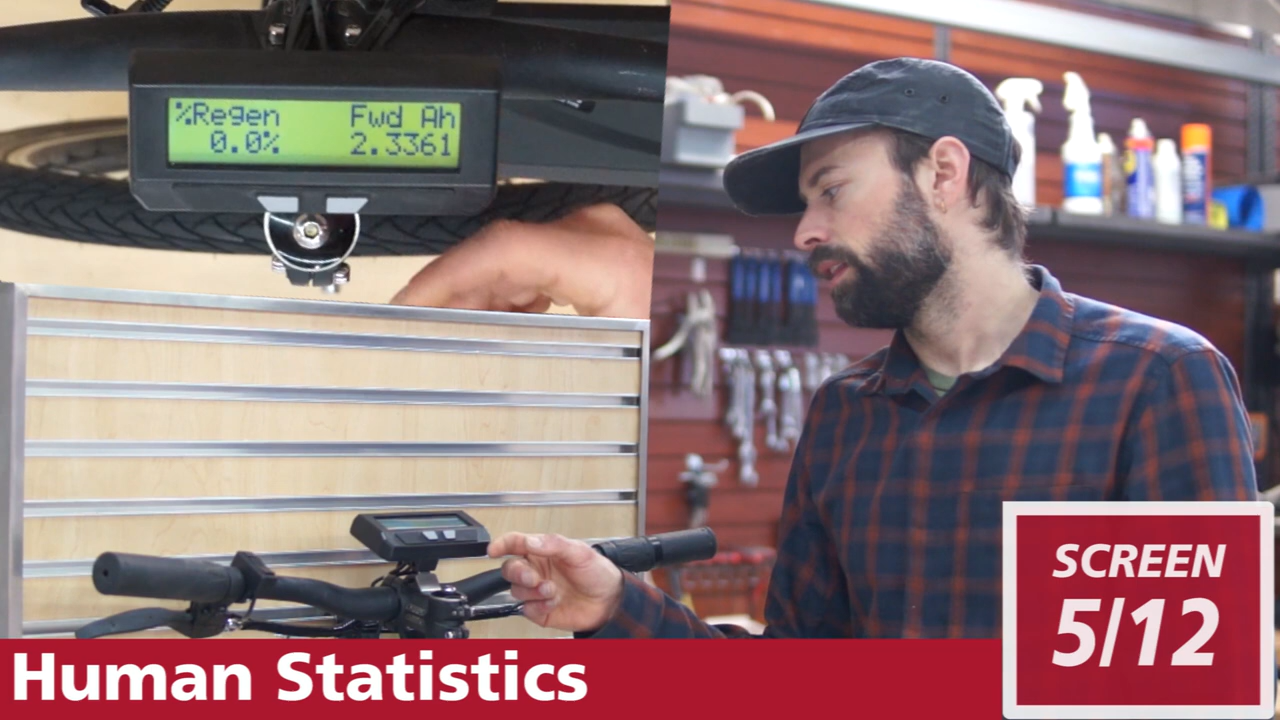 %Regen Fwd Ah
0.0% 2.3361
SCREEN
5/12
Human Statistics